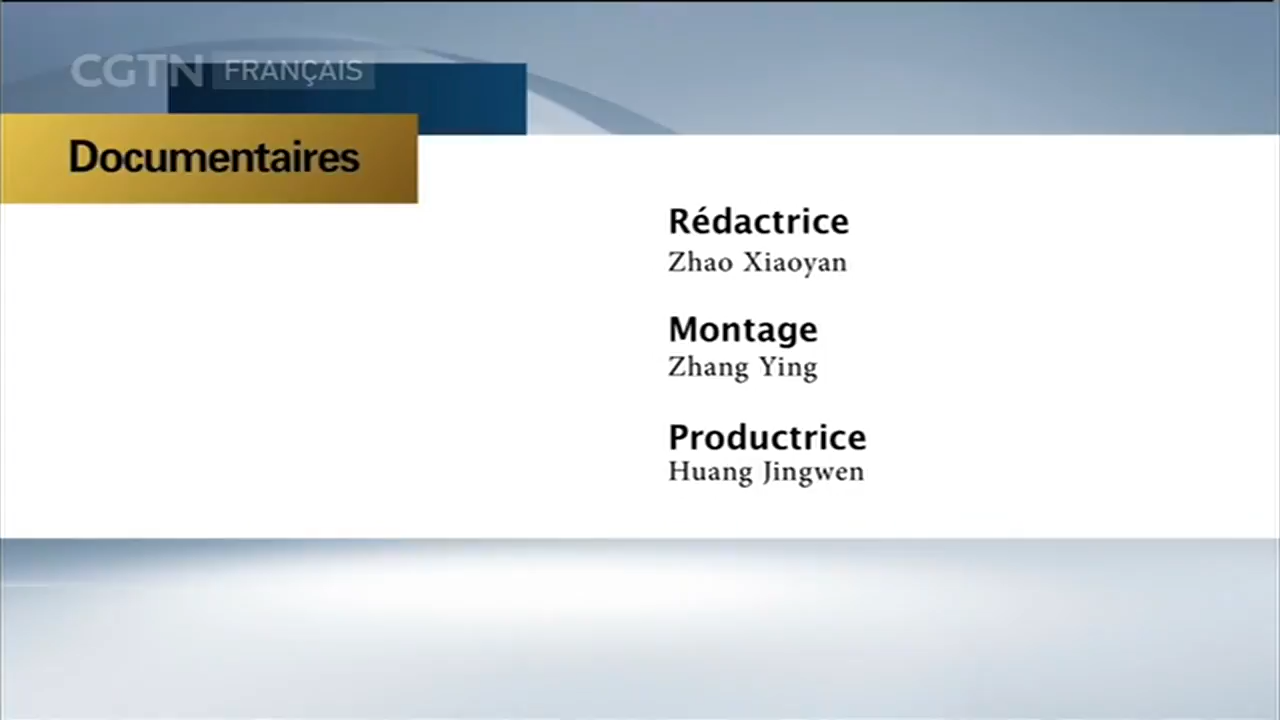 CGTN FRANÇAIS
Documentaires
Rédactrice
Zhao Xiaoyan
Montage
Zhang Ying
Productrice
Huang Jingwen